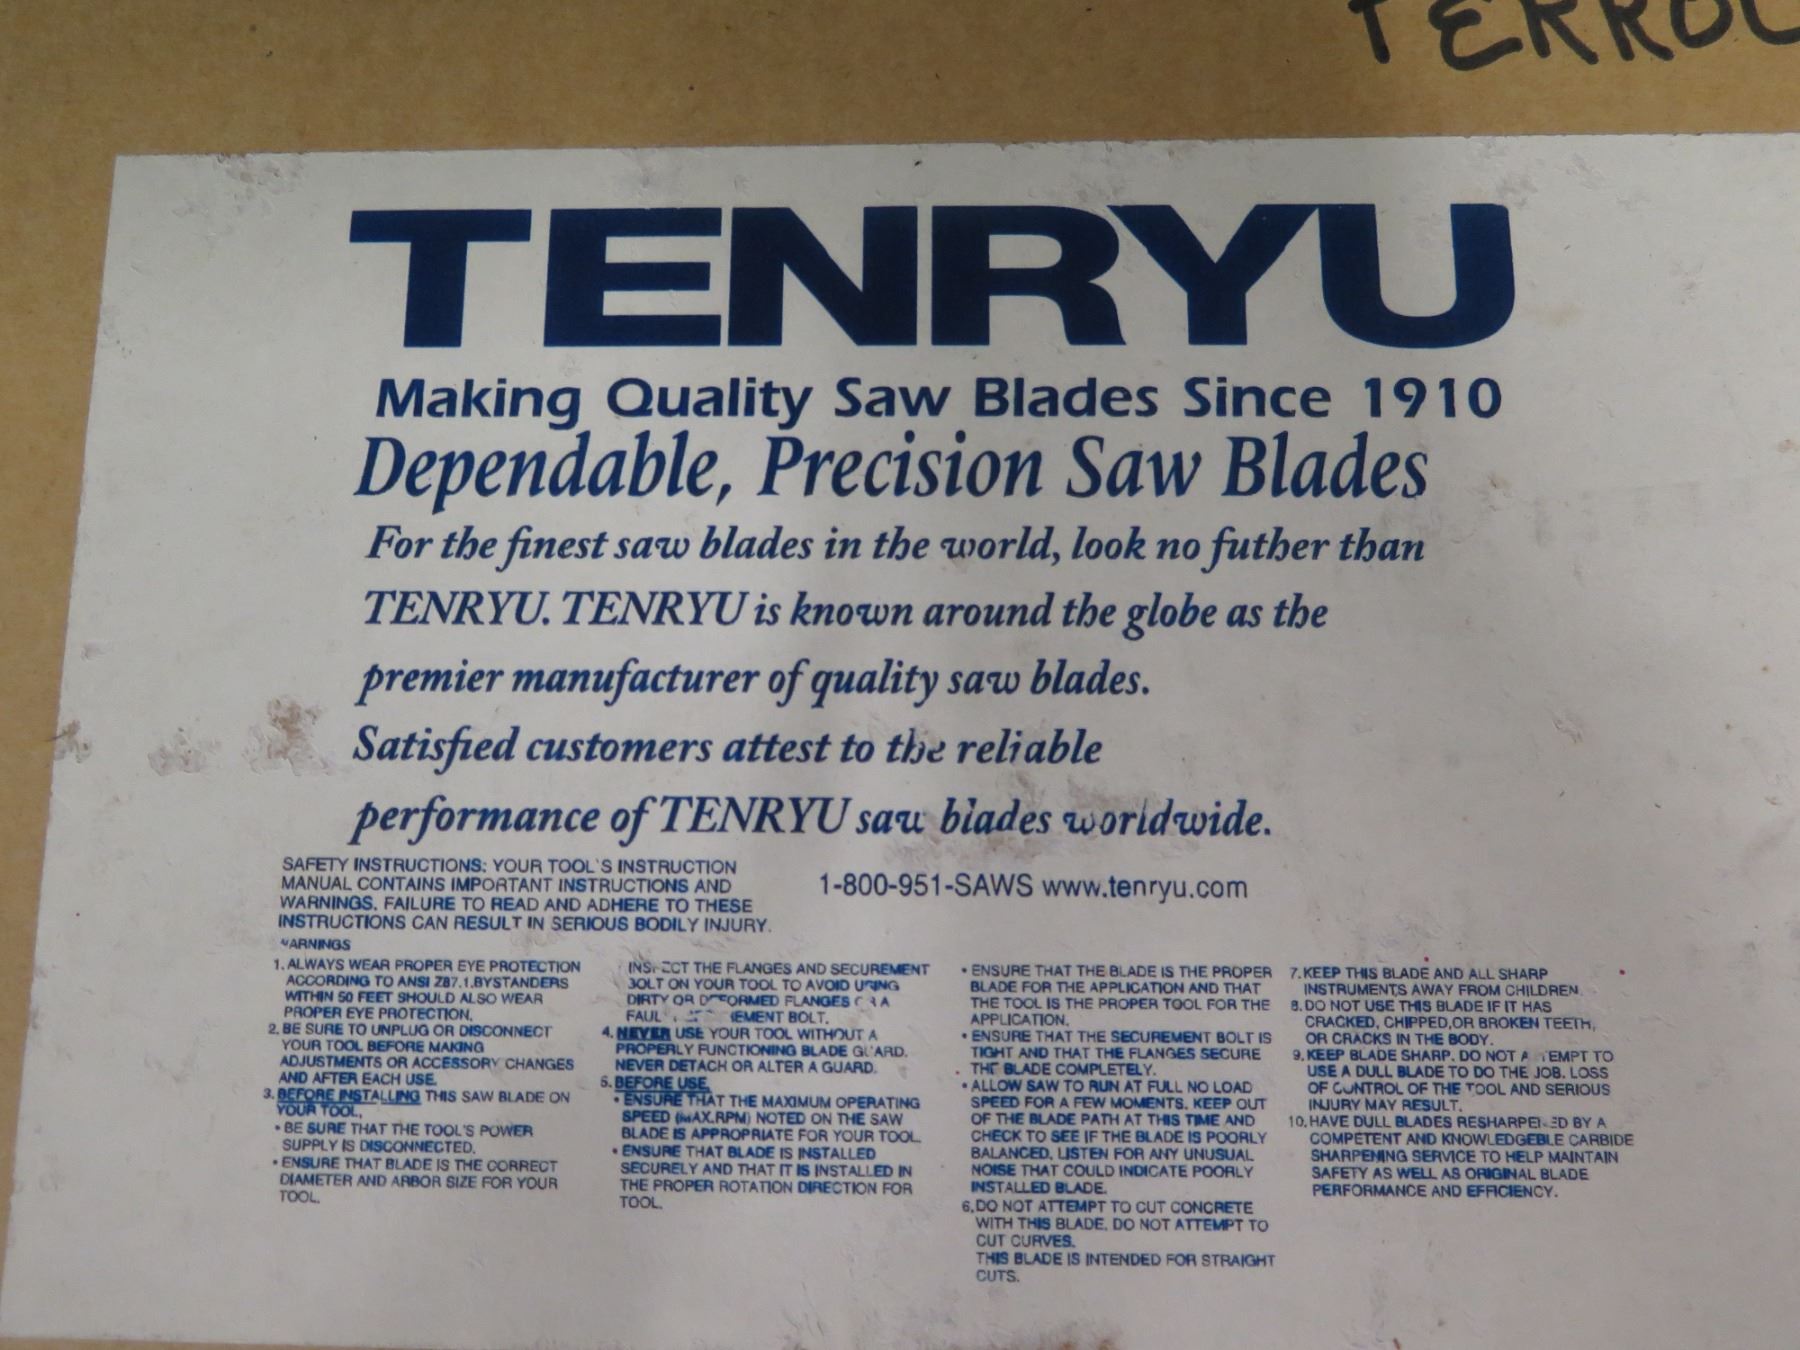 TENRYU
Making Quality Saw Blades Since 1910
Dependable, Precision Saw Blades
For the finest saw blades in the world, look no futher than
TENRYU. TENRYU is known around the globe as the
premier manufacturer of quality saw blades.
Satisfied customers attest to the reliable
performance of TENRYU saw blades worldwide.
SAFETY INSTRUCTIONS: YOUR TOOL'S INSTRUCTION
MANUAL CONTAINS IMPORTANT INSTRUCTIONS AND
WARNINGS. FAILURE TO READ AND ADHERE TO THESE
INSTRUCTIONS CAN RESULT IN SERIOUS BODILY INJURY.
1-800-951-SAWS www.tenryu.com
WARNINGS
1. ALWAYS WEAR PROPER EYE PROTECTION
ACCORDING TO ANSI Z87.1.BYSTANDERS
WITHIN 50 FEET SHOULD ALSO WEAR
PROPER EYE PROTECTION.
2. BE SURE TO UNPLUG OR DISCONNECT
YOUR TOOL BEFORE MAKING
ADJUSTMENTS OR ACCESSORY CHANGES
AND AFTER EACH USE.
3. BEFORE INSTALLING THIS SAW BLADE ON
YOUR TOOL,
• BE SURE THAT THE TOOL'S POWER
SUPPLY IS DISCONNECTED.
• ENSURE THAT BLADE IS THE CORRECT
DIAMETER AND ARBOR SIZE FOR YOUR
TOOL.
INSPECT THE FLANGES AND SECUREMENT
BOLT ON YOUR TOOL TO AVOID USING
DIRTY OR DEFORMED FLANGES OR A
BOLT.
4. NEVER USE YOUR TOOL WITHOUT A
PROPERLY FUNCTIONING BLADE GUARD.
NEVER DETACH OR ALTER A GUARD.
5. BEFORE USE,
• ENSURE THAT THE MAXIMUM OPERATING
SPEED (MAX.RPM) NOTED ON THE SAW
BLADE IS APPROPRIATE FOR YOUR TOOL.
• ENSURE THAT BLADE IS INSTALLED
SECURELY AND THAT IT IS INSTALLED IN
THE PROPER ROTATION DIRECTION FOR
TOOL.
• ENSURE THAT THE BLADE IS THE PROPER
BLADE FOR THE APPLICATION AND THAT
THE TOOL IS THE PROPER TOOL FOR THE
APPLICATION.
• ENSURE THAT THE SECUREMENT BOLT IS
TIGHT AND THAT THE FLANGES SECURE
THE BLADE COMPLETELY.
• ALLOW SAW TO RUN AT FULL NO LOAD
SPEED FOR A FEW MOMENTS. KEEP OUT
OF THE BLADE PATH AT THIS TIME AND
CHECK TO SEE IF THE BLADE IS POORLY
BALANCED. LISTEN FOR ANY UNUSUAL
NOISE THAT COULD INDICATE POORLY
INSTALLED BLADE.
6. DO NOT ATTEMPT TO CUT CONCRETE
WITH THIS BLADE. DO NOT ATTEMPT TO
CUT CURVES.
THIS BLADE IS INTENDED FOR STRAIGHT
CUTS.
7. KEEP THIS BLADE AND ALL SHARP
INSTRUMENTS AWAY FROM CHILDREN.
8. DO NOT USE THIS BLADE IF IT HAS
CRACKED, CHIPPED,OR BROKEN TEETH,
OR CRACKS IN THE BODY.
9. KEEP BLADE SHARP. DO NOT ATTEMPT TO
USE A DULL BLADE TO DO THE JOB. LOSS
OF CONTROL OF THE TOOL AND SERIOUS
INJURY MAY RESULT.
10. HAVE DULL BLADES RESHARPENED BY A
COMPETENT AND KNOWLEDGEBLE CARBIDE
SHARPENING SERVICE TO HELP MAINTAIN
SAFETY AS WELL AS ORIGINAL BLADE
PERFORMANCE AND EFFICIENCY.